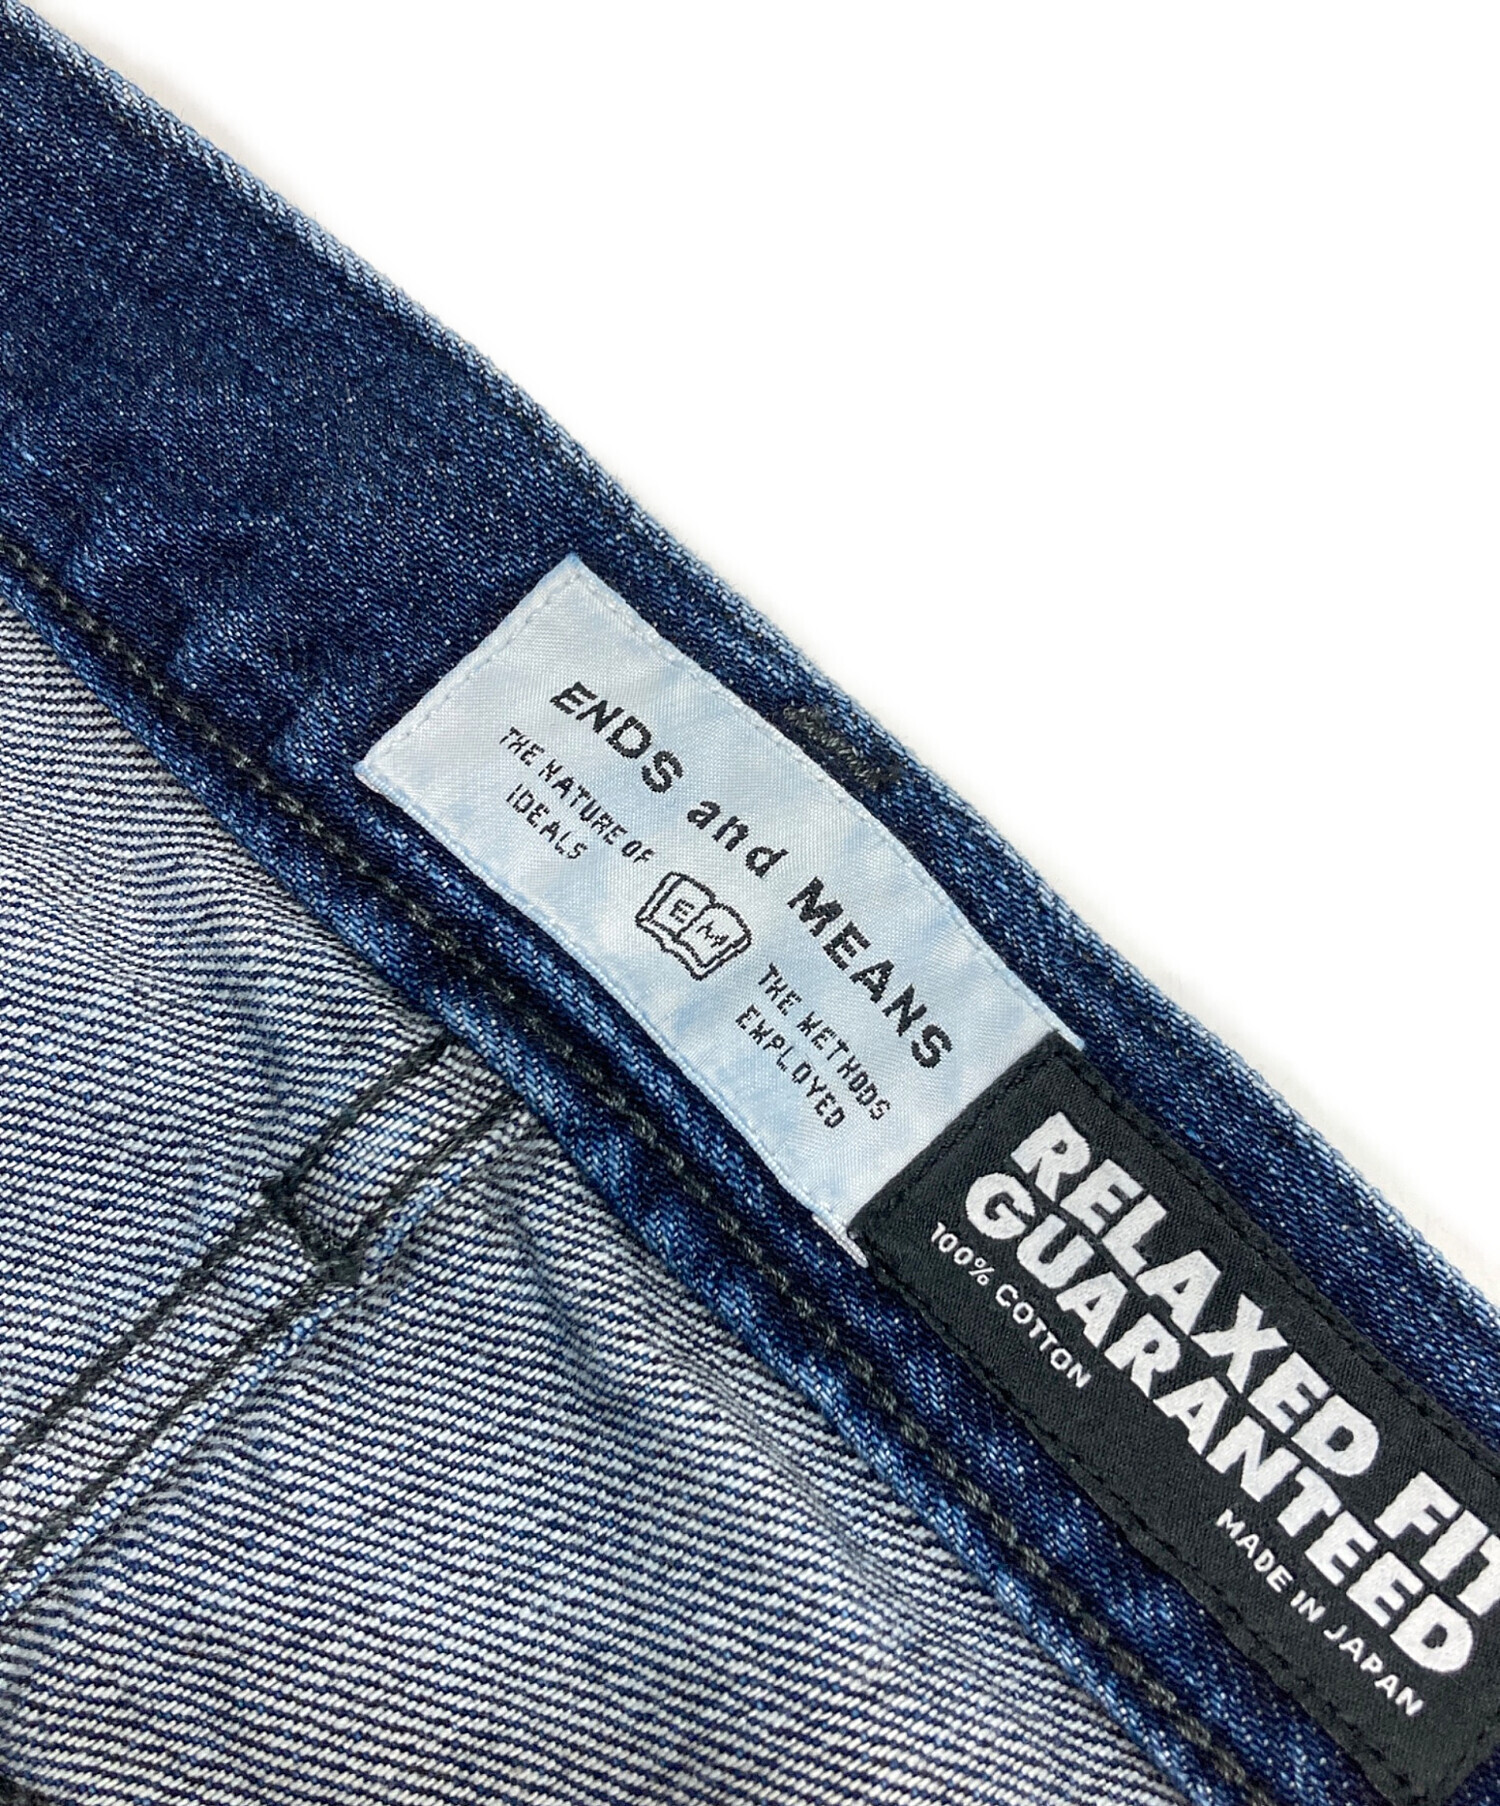 ENDS and MEANS
THE NATURE OF
IDEALS
E M
THE METHODS
EMPLOYED
RELAXED FIT
GUARANTEED
100% COTTON
MADE IN JAPAN